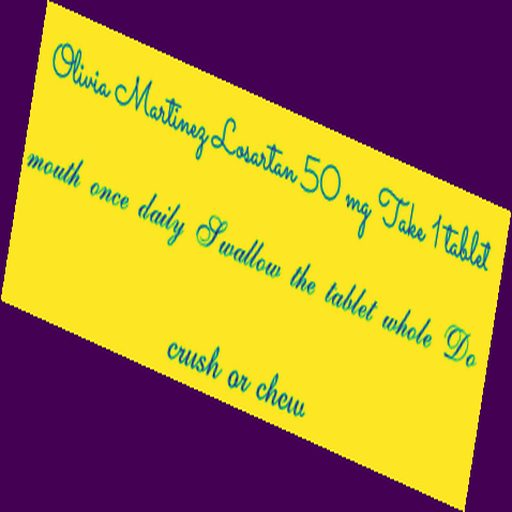 Olivia Martinez Losartan 50 mg Take 1 tablet
mouth once daily Swallow the tablet whole Do
crush or chew